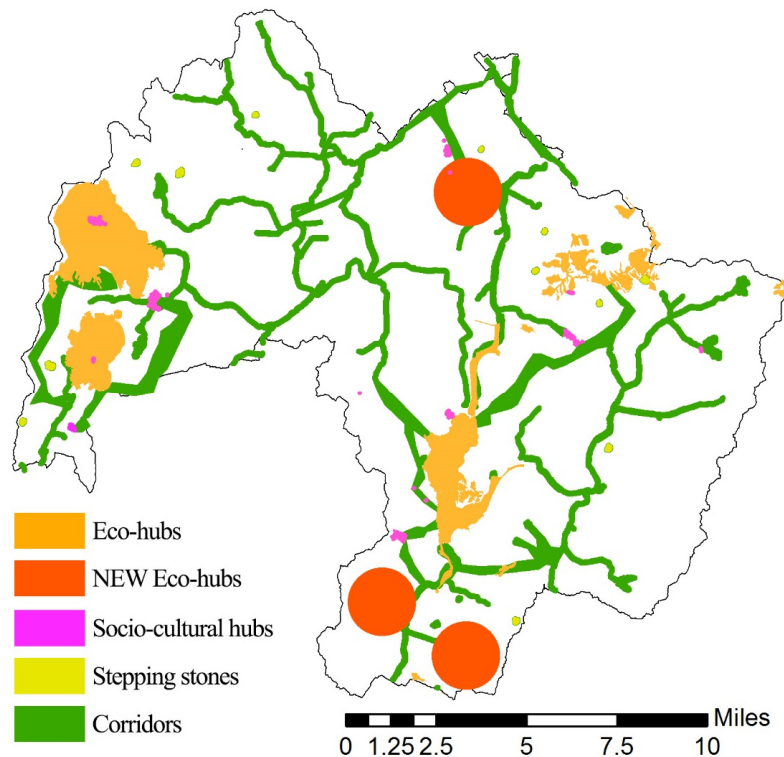 Eco-hubs
NEW Eco-hubs
Socio-cultural hubs
Stepping stones
Corridors
Miles
0 1.25 2.5 5 7.5 10